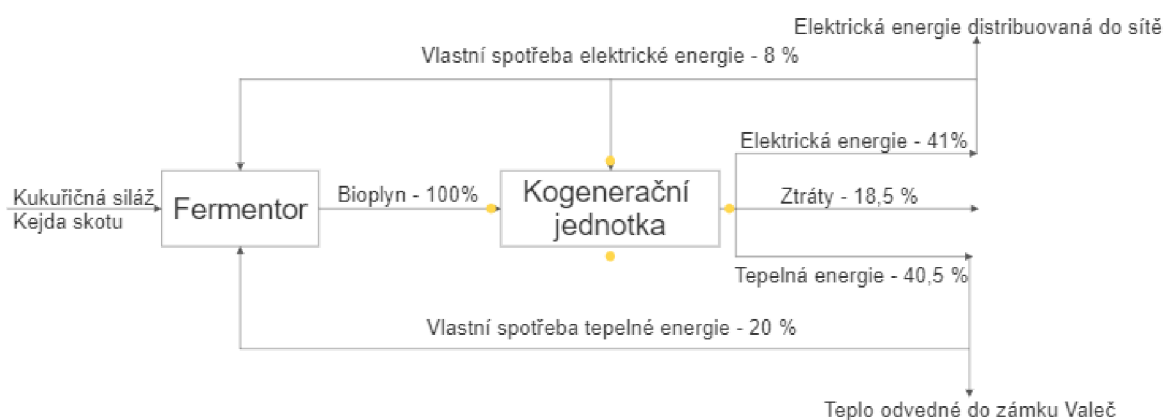 Elektrická energie distribuovaná do sítě
Vlastní spotřeba elektrické energie - 8 %
Elektrická energie - 41%
Kukuřičná siláž
Kejda skotu
Fermentor
Bioplyn - 100%
Kogenerační
jednotka
Ztráty - 18,5 %
Tepelná energie - 40,5 %
Vlastní spotřeba tepelné energie - 20 %
Teplo odvedné do zámku Valeč